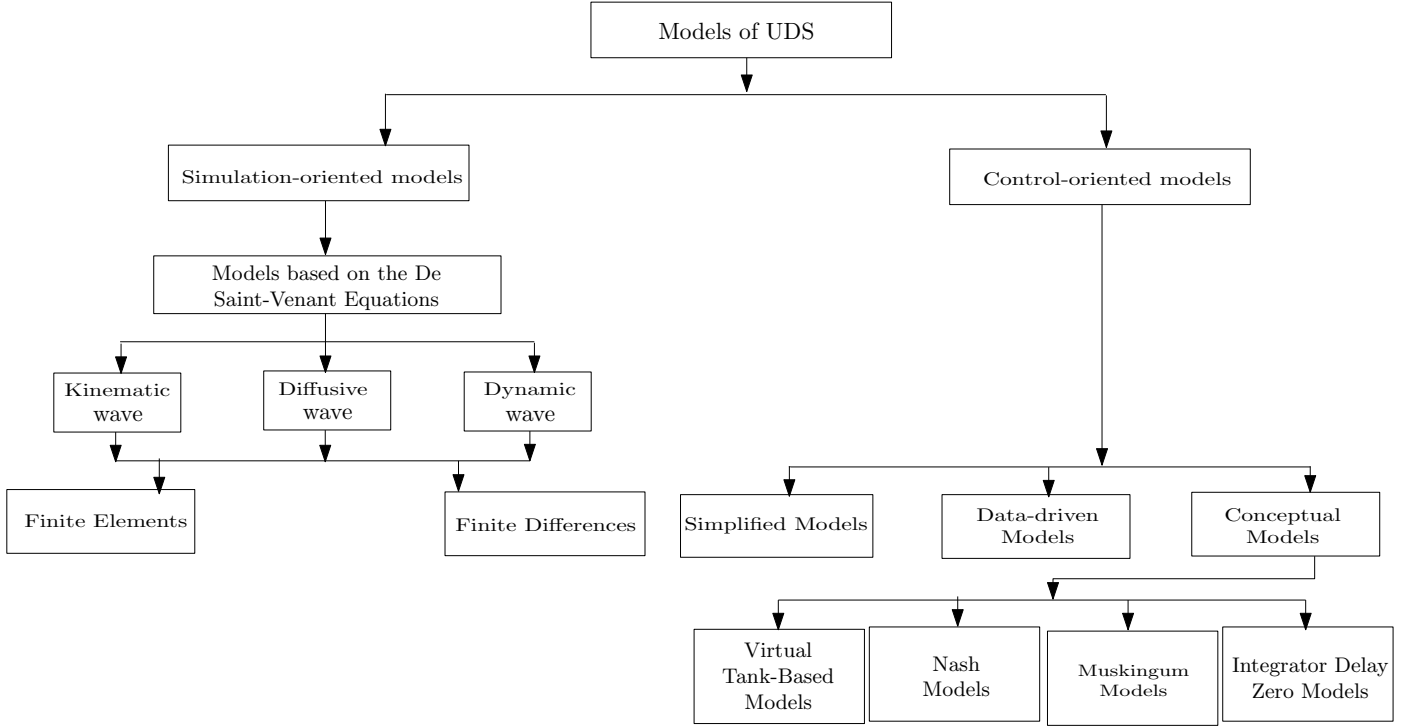 Models of UDS
Simulation-oriented models
Control-oriented models
Models based on the De
Saint-Venant Equations
Kinematic
wave
Diffusive
wave
Dynamic
wave
Finite Elements
Finite Differences
Simplified Models
Data-driven
Models
Conceptual
Models
Virtual
Tank-Based
Models
Nash
Models
Muskingum
Models
Integrator Delay
Zero Models